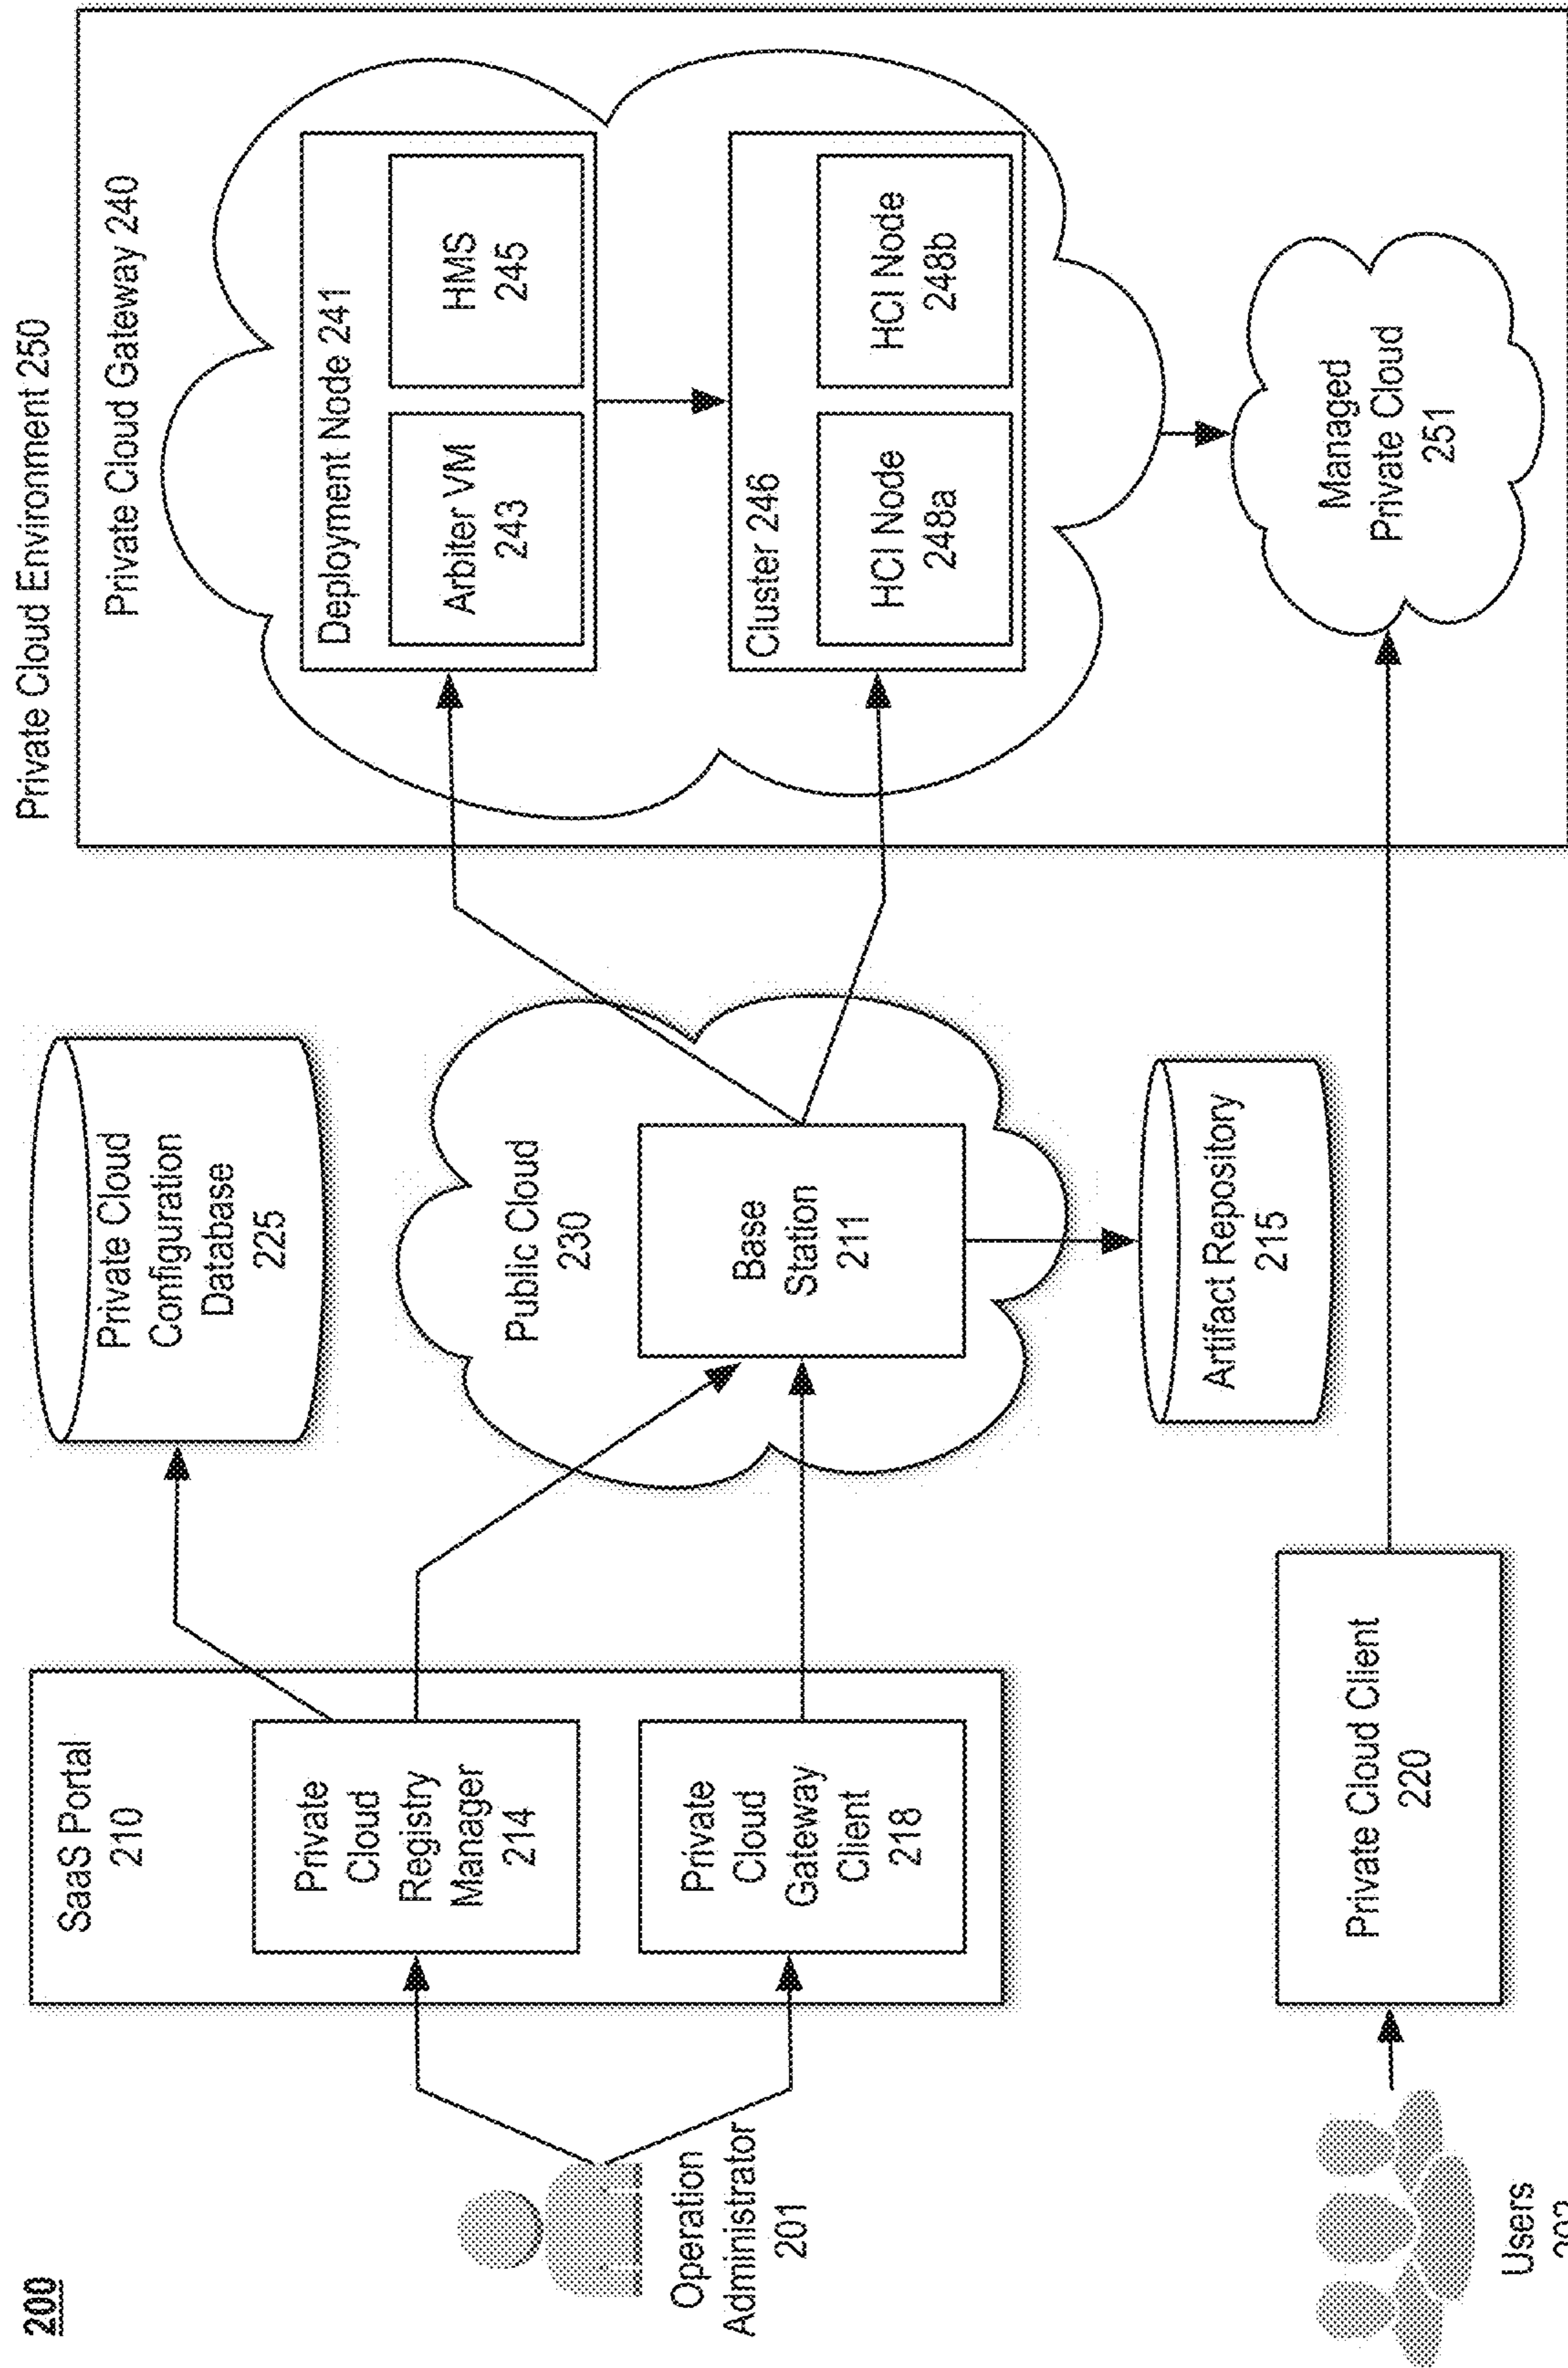 200
Private Cloud Environment 250
SaaS Portal
210
Private
Cloud
Registry
Manager
214
Private
Cloud
Gateway
Client
218
Operation
Administrator
201
Private Cloud
Configuration
Database
225
Public Cloud
230
Base
Station
211
Artifact Repository
215
Private Cloud Gateway 240
Deployment Node 241
Arbiter VM
243
HMS
245
Cluster 246
HCI Node
248a
HCI Node
248b
Managed
Private Cloud
251
Users
Private Cloud Client
220